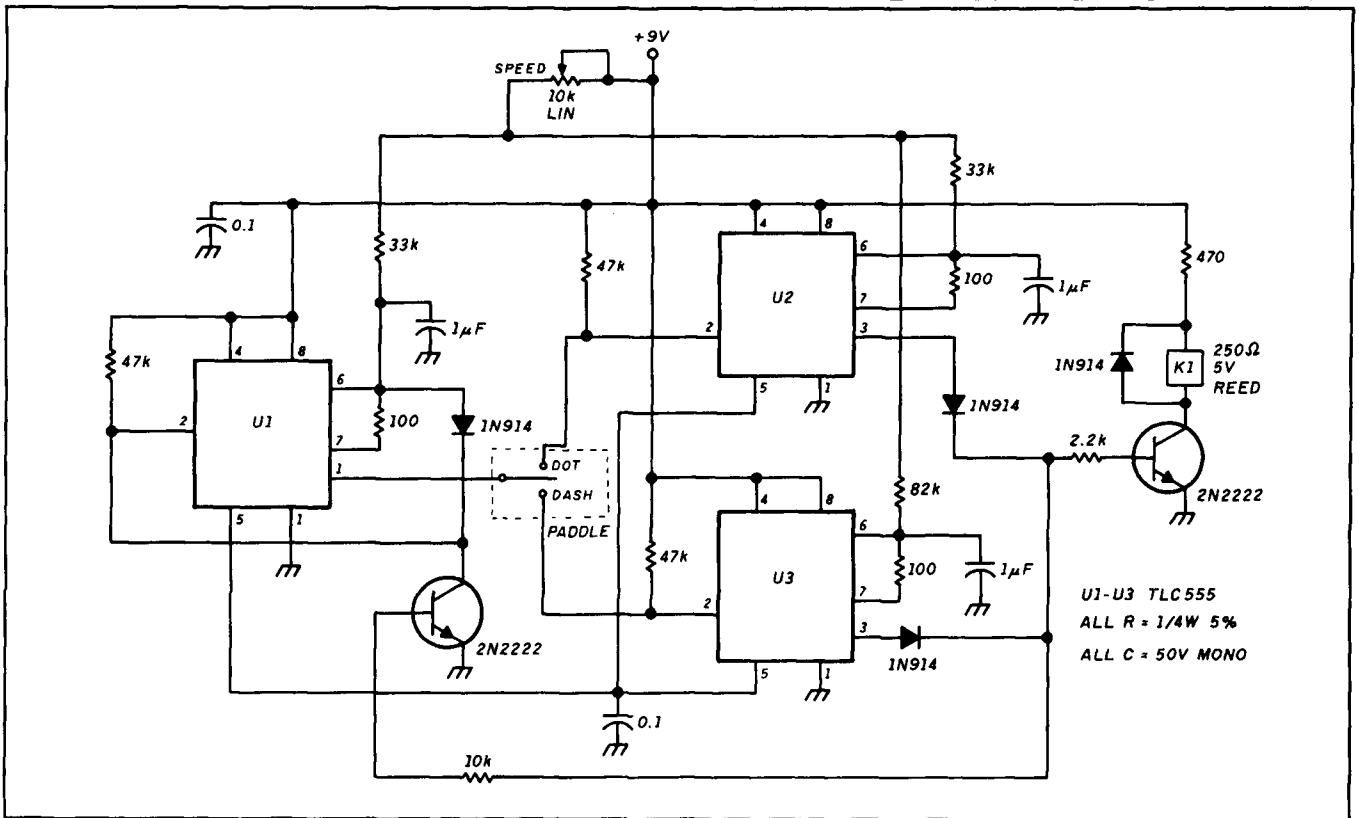 +9V
SPEED
10k
LIN
33k
0.1
33k
47k
4
8
6
100
1µF
7
2
3
U2
5
1
470
1N914
K1
250Ω
5V
REED
1µF
47k
4
8
6
2
U1
100
1N914
7
1
5
1
DOT
DASH
PADDLE
1N914
2.2k
2N2222
82k
4
8
47k
6
U3
100
1µF
7
2
3
1N914
5
1
2N2222
0.1
10k
U1-U3 TLC555
ALL R = 1/4W 5%
ALL C = 50V MONO